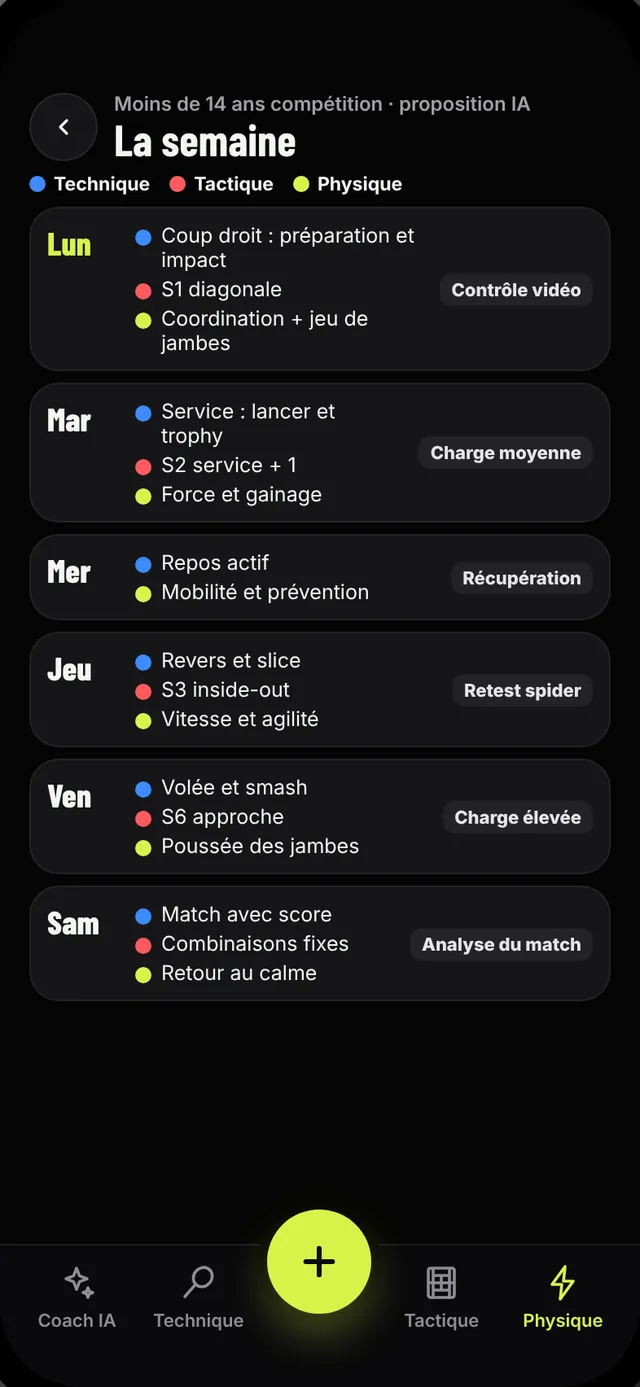 Moins de 14 ans compétition · proposition IA
La semaine
Technique
Tactique
Physique
Lun
Coup droit : préparation et
impact
S1 diagonale
Coordination + jeu de
jambes
Contrôle vidéo
Mar
Service : lancer et
trophy
S2 service + 1
Force et gainage
Charge moyenne
Mer
Repos actif
Mobilité et prévention
Récupération
Jeu
Revers et slice
S3 inside-out
Vitesse et agilité
Retest spider
Ven
Volée et smash
S6 approche
Poussée des jambes
Charge élevée
Sam
Match avec score
Combinaisons fixes
Retour au calme
Analyse du match
Coach IA
Technique
Tactique
Physique